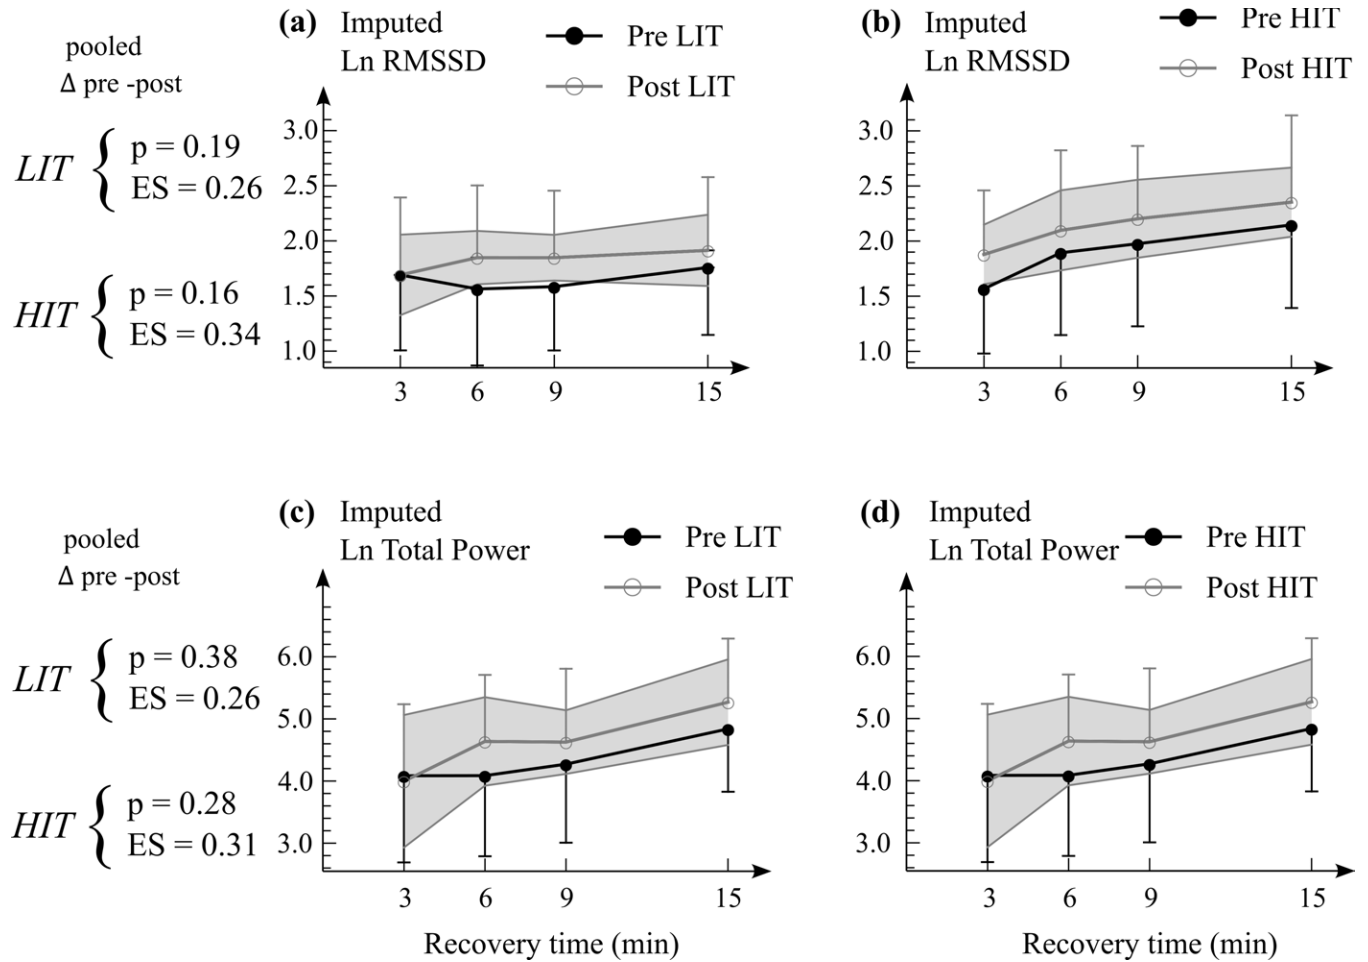 (a) Imputed
Ln RMSSD
Pre LIT
Post LIT
(b) Imputed
Ln RMSSD
Pre HIT
Post HIT
pooled
Δ pre -post
LIT { p = 0.19
ES = 0.26
HIT { p = 0.16
ES = 0.34
3.0
2.5
2.0
1.5
1.0
3 6 9 15
3.0
2.5
2.0
1.5
1.0
3 6 9 15
(c) Imputed
Ln Total Power
Pre LIT
Post LIT
(d) Imputed
Ln Total Power
Pre HIT
Post HIT
pooled
Δ pre -post
LIT { p = 0.38
ES = 0.26
HIT { p = 0.28
ES = 0.31
6.0
5.0
4.0
3.0
3 6 9 15
Recovery time (min)
6.0
5.0
4.0
3.0
3 6 9 15
Recovery time (min)